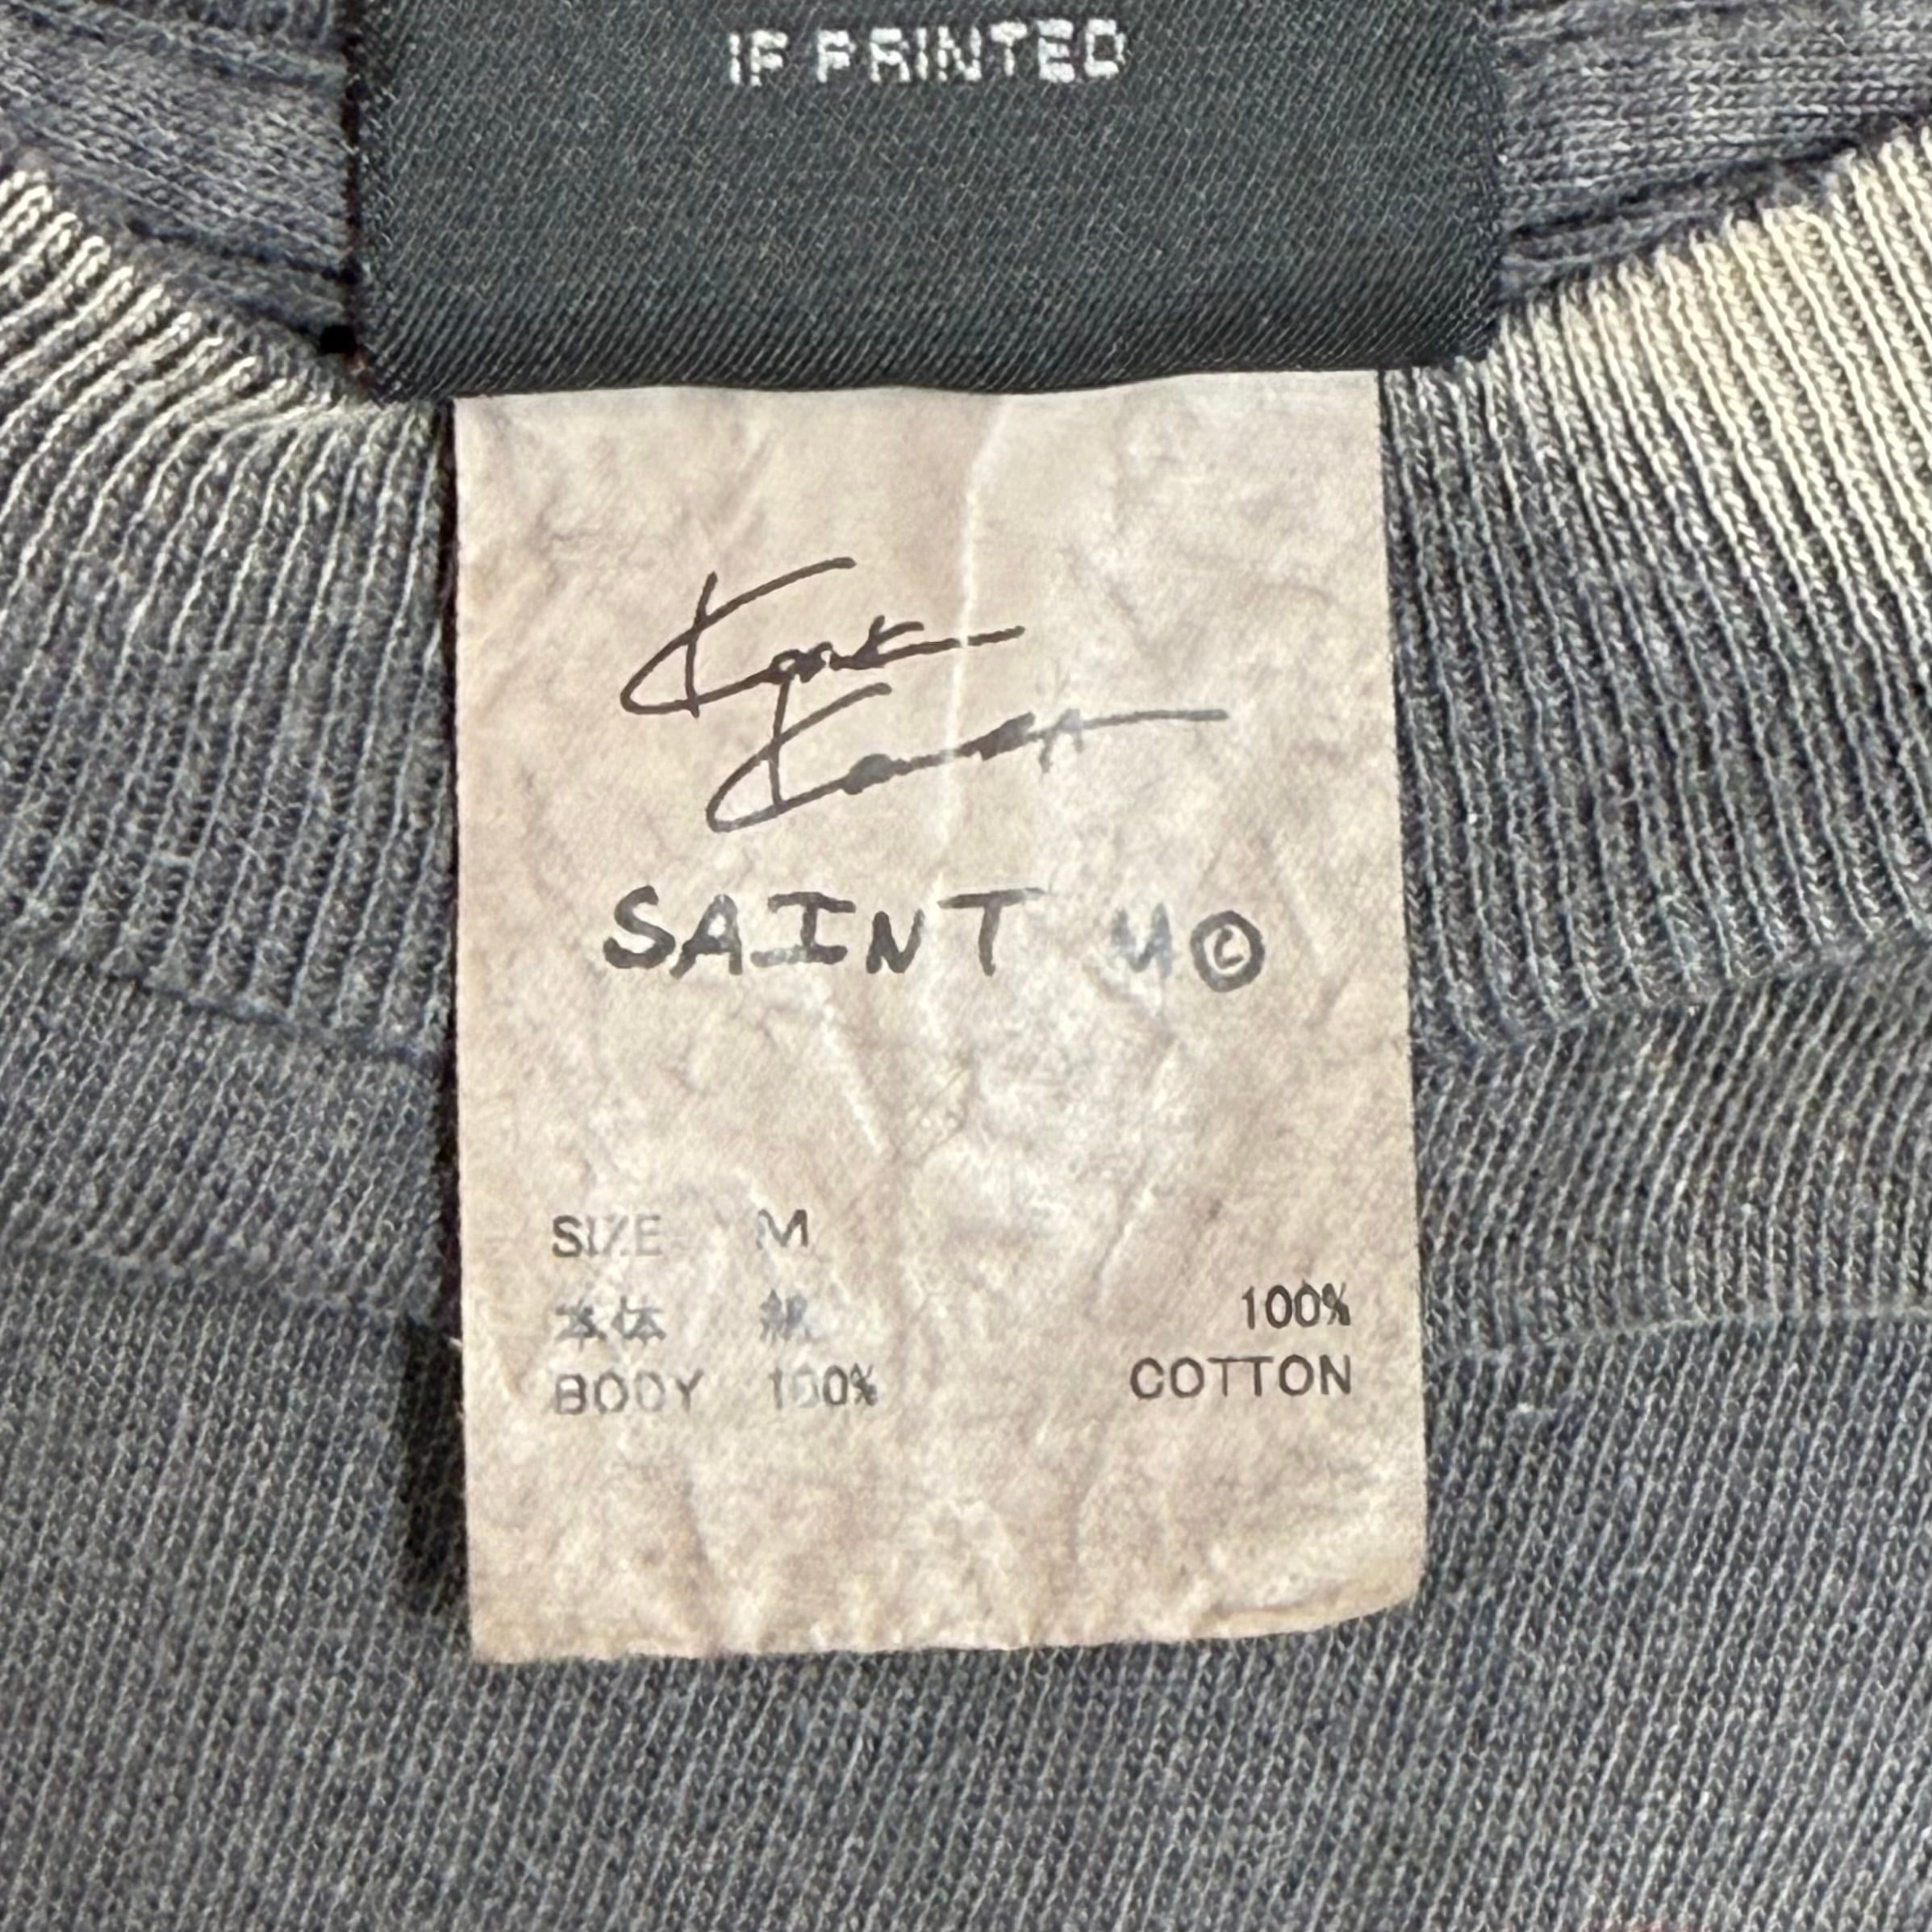 IF PRINTED
SAINT M©
SIZE M
本体 綿 100%
BODY 100% COTTON